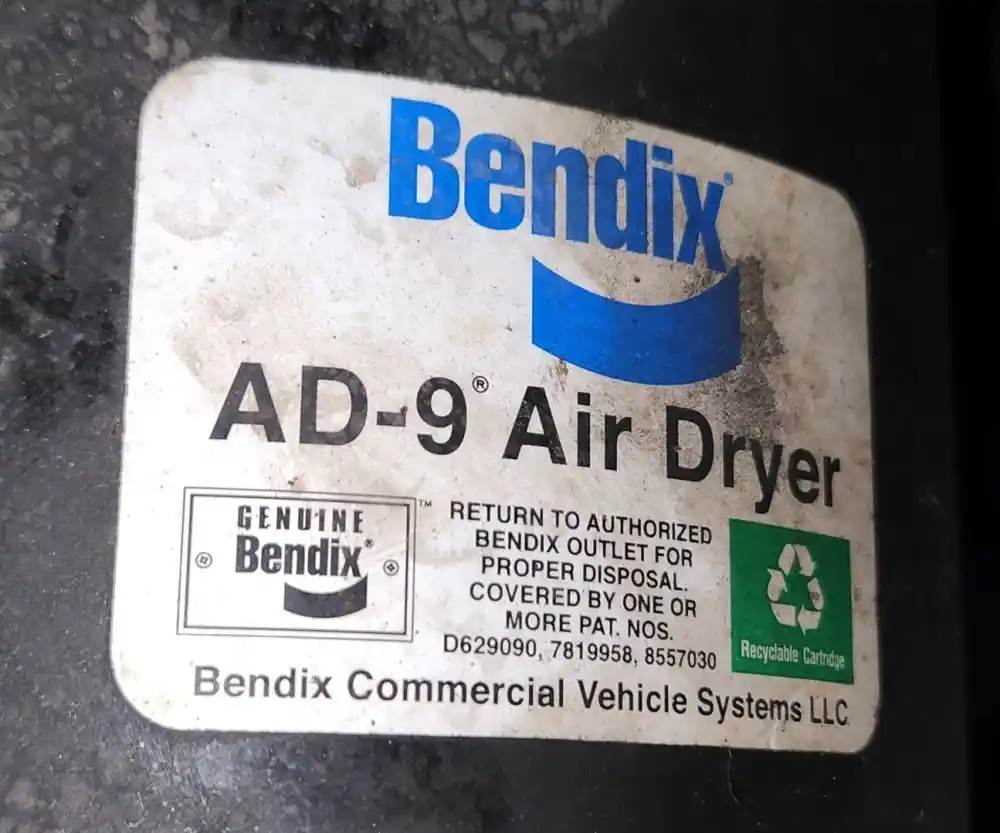 Bendix®
AD-9® Air Dryer
GENUINE
Bendix®
™
RETURN TO AUTHORIZED
BENDIX OUTLET FOR
PROPER DISPOSAL.
COVERED BY ONE OR
MORE PAT. NOS.
D629090, 7819958, 8557030
Recyclable Cartridge
Bendix Commercial Vehicle Systems LLC